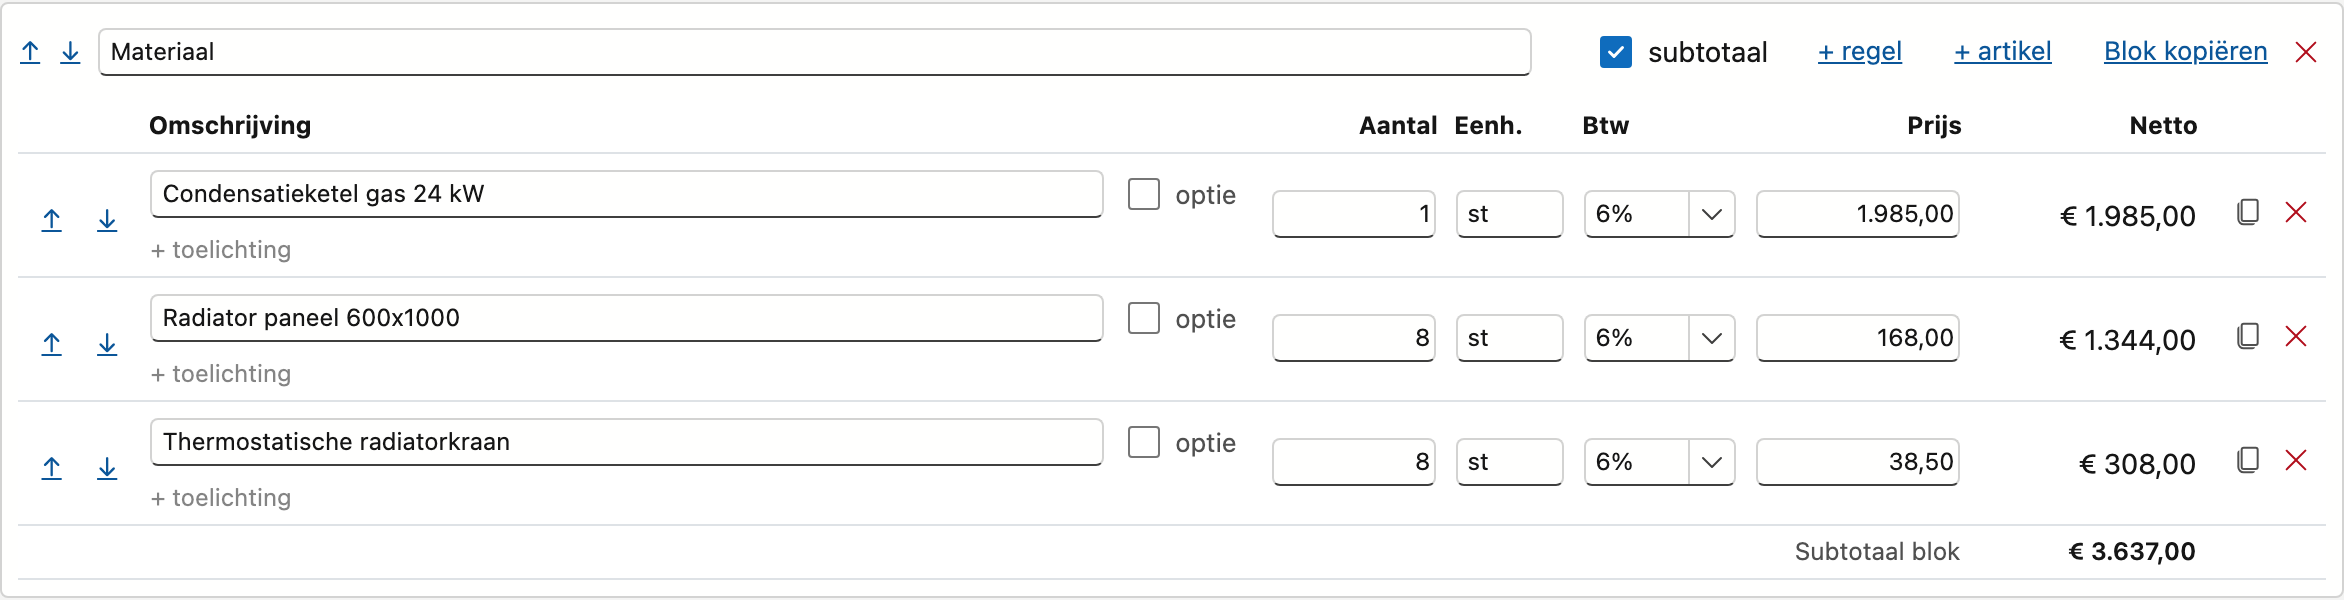 Materiaal subtotaal + regel + artikel Blok kopiëren
Omschrijving Aantal Eenh. Btw Prijs Netto
Condensatieketel gas 24 kW optie 1 st 6% 1.985,00 € 1.985,00
+ toelichting
Radiator paneel 600x1000 optie 8 st 6% 168,00 € 1.344,00
+ toelichting
Thermostatische radiatorkraan optie 8 st 6% 38,50 € 308,00
+ toelichting
Subtotaal blok € 3.637,00